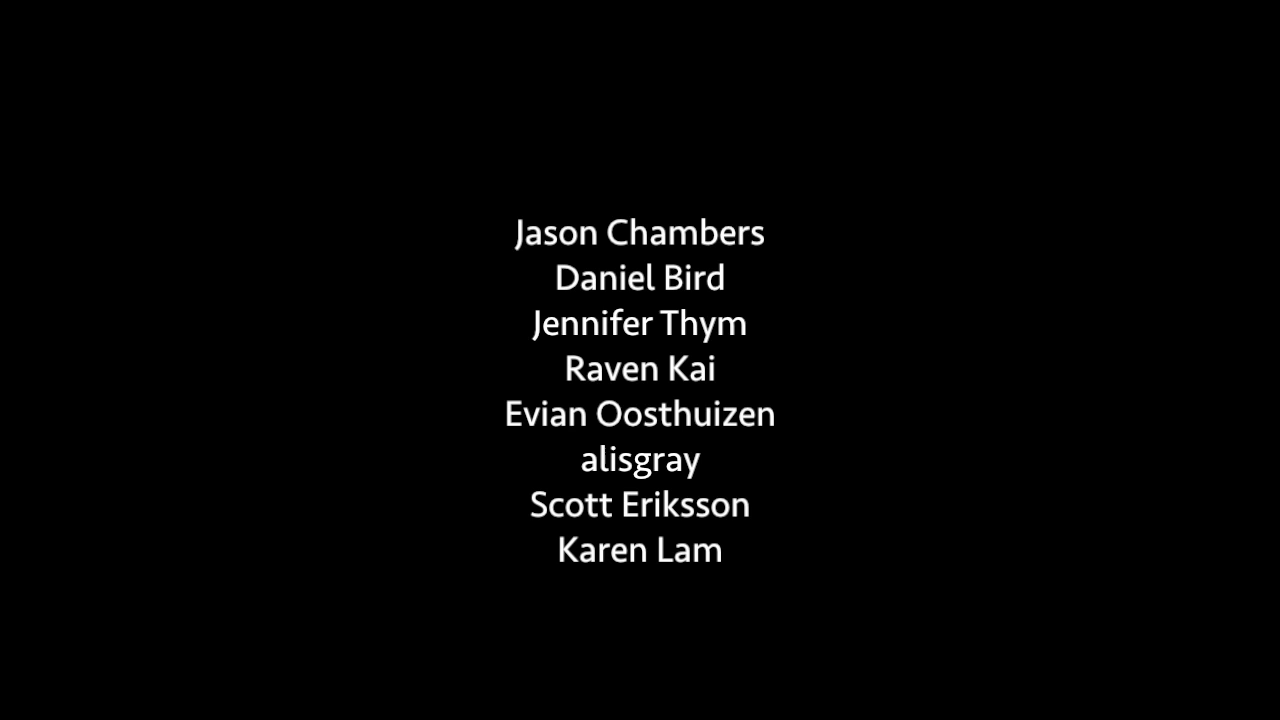 Jason Chambers
Daniel Bird
Jennifer Thym
Raven Kai
Evian Oosthuizen
alisgray
Scott Eriksson
Karen Lam